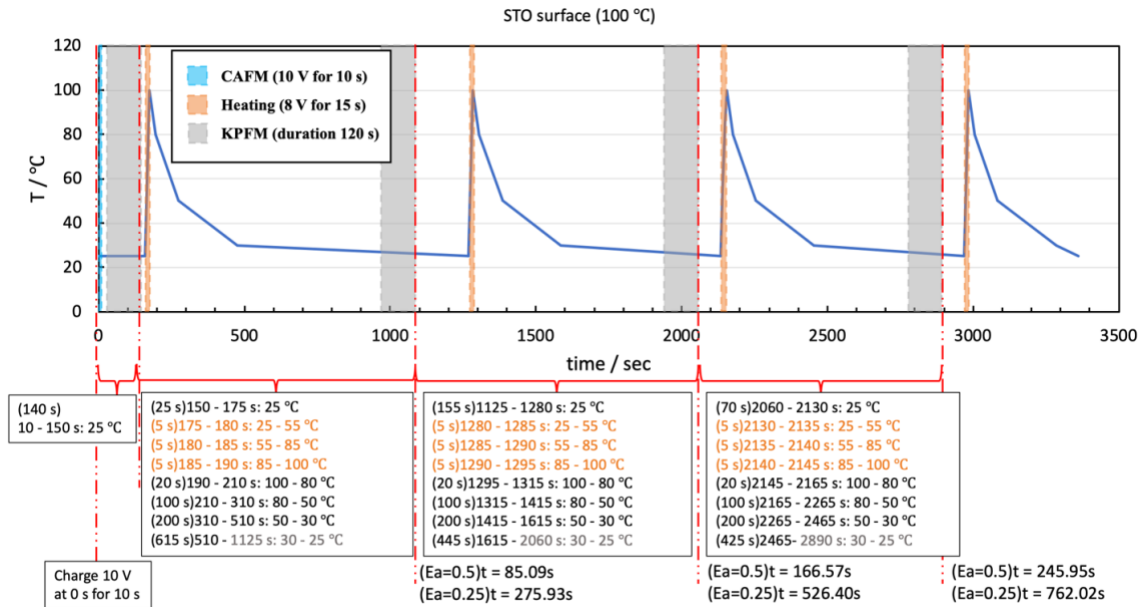 STO surface (100 ℃)
120
100
80
60
40
20
0
T / ℃
CAFM (10 V for 10 s)
Heating (8 V for 15 s)
KPFM (duration 120 s)
0
500
1000
1500
2000
2500
3000
3500
time / sec
(140 s)
10 - 150 s: 25 ℃
(25 s)150 - 175 s: 25 ℃
(5 s)175 - 180 s: 25 - 55 ℃
(5 s)180 - 185 s: 55 - 85 ℃
(5 s)185 - 190 s: 85 - 100 ℃
(20 s)190 - 210 s: 100 - 80 ℃
(100 s)210 - 310 s: 80 - 50 ℃
(200 s)310 - 510 s: 50 - 30 ℃
(615 s)510 - 1125 s: 30 - 25 ℃
(155 s)1125 - 1280 s: 25 ℃
(5 s)1280 - 1285 s: 25 - 55 ℃
(5 s)1285 - 1290 s: 55 - 85 ℃
(5 s)1290 - 1295 s: 85 - 100 ℃
(20 s)1295 - 1315 s: 100 - 80 ℃
(100 s)1315 - 1415 s: 80 - 50 ℃
(200 s)1415 - 1615 s: 50 - 30 ℃
(445 s)1615 - 2060 s: 30 - 25 ℃
(70 s)2060 - 2130 s: 25 ℃
(5 s)2130 - 2135 s: 25 - 55 ℃
(5 s)2135 - 2140 s: 55 - 85 ℃
(5 s)2140 - 2145 s: 85 - 100 ℃
(20 s)2145 - 2165 s: 100 - 80 ℃
(100 s)2165 - 2265 s: 80 - 50 ℃
(200 s)2265 - 2465 s: 50 - 30 ℃
(425 s)2465- 2890 s: 30 - 25 ℃
Charge 10 V
at 0 s for 10 s
(Ea=0.5)t = 85.09s
(Ea=0.25)t = 275.93s
(Ea=0.5)t = 166.57s
(Ea=0.25)t = 526.40s
(Ea=0.5)t = 245.95s
(Ea=0.25)t = 762.02s